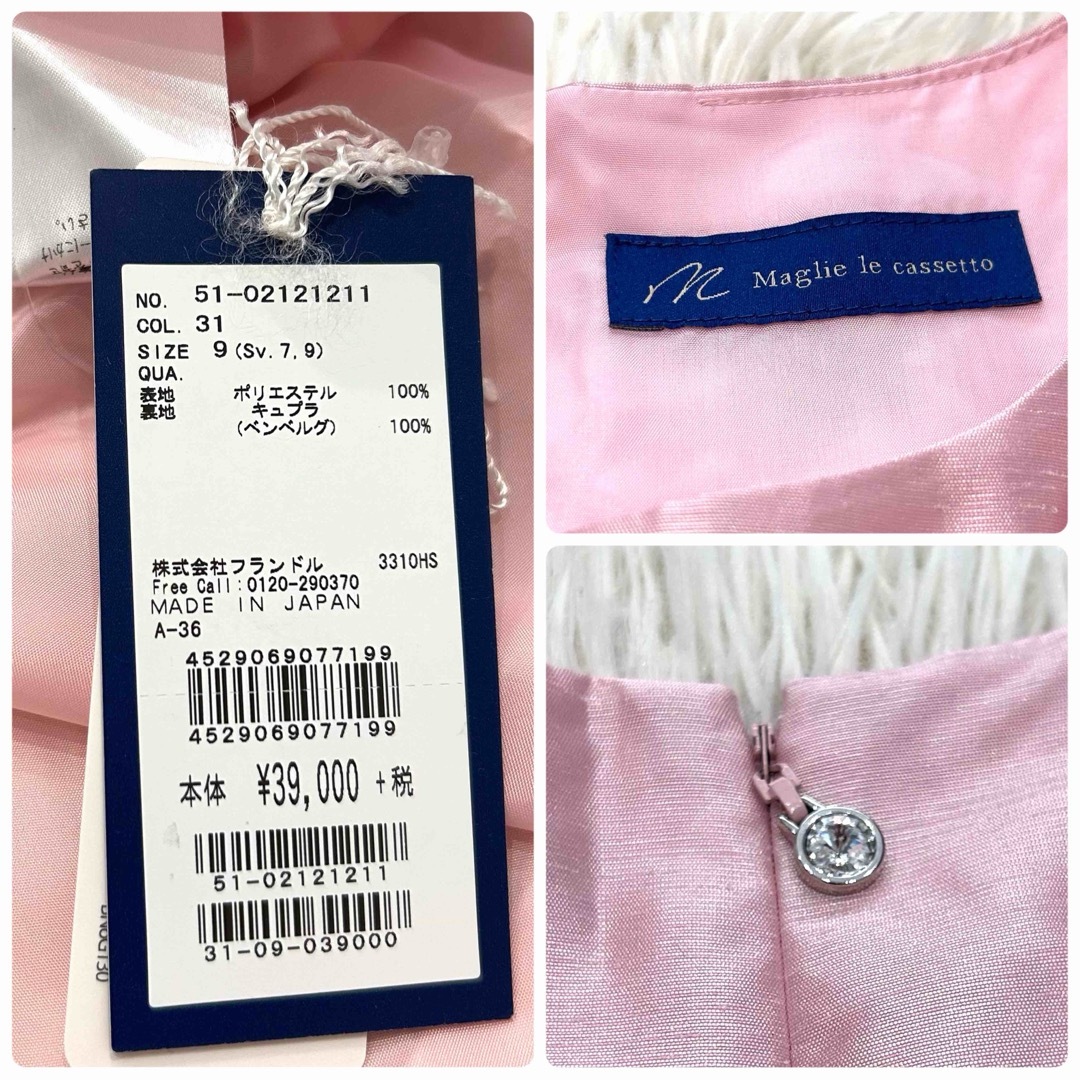 NO. 51-02121211
COL. 31
SIZE 9 (Sv.7,9)
QUA.
表地 ポリエステル 100%
裏地 キュプラ
(ベンベルグ) 100%
株式会社フランドル 3310HS
Free Call:0120-290370
MADE IN JAPAN
A-36
4529069077199
4529069077199
本体 ¥39,000 +税
51-02121211
31-09-039000
Maglie le cassetto